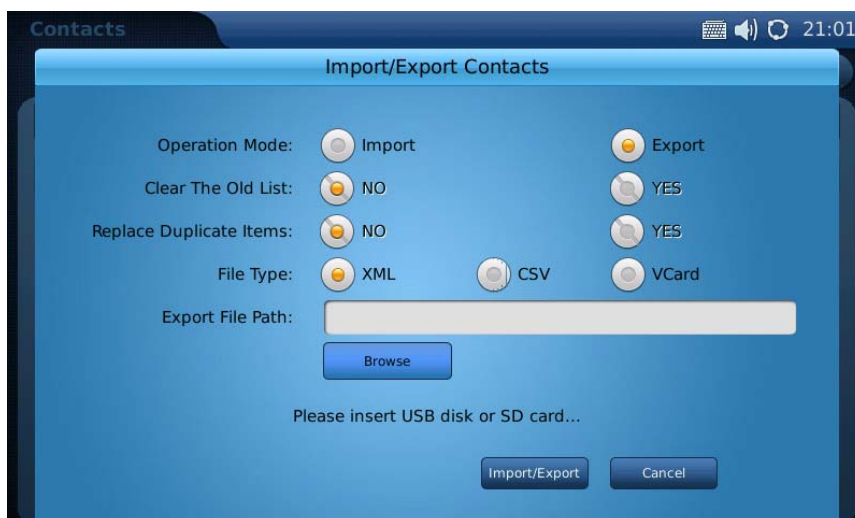 Contacts 21:01
Import/Export Contacts
Operation Mode: Import Export
Clear The Old List: NO YES
Replace Duplicate Items: NO YES
File Type: XML CSV VCard
Export File Path:
Browse
Please insert USB disk or SD card...
Import/Export Cancel